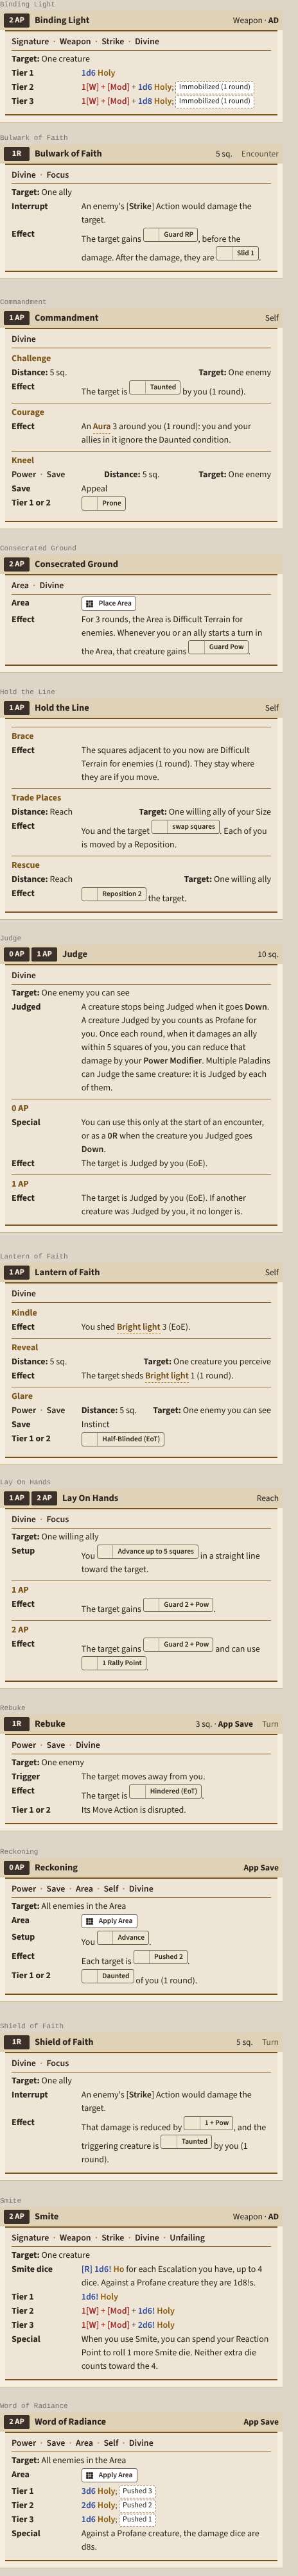 Binding Light
2 AP Binding Light Weapon · AD
Signature · Weapon · Strike · Divine
Target: One creature
Tier 1 1d6 Holy
Tier 2 1[W] + [Mod] + 1d6 Holy; Immobilized (1 round)
Tier 3 1[W] + [Mod] + 1d8 Holy; Immobilized (1 round)
Bulwark of Faith
1R Bulwark of Faith 5 sq. Encounter
Divine · Focus
Target: One ally
Interrupt An enemy's [Strike] Action would damage the
target.
Effect The target gains Guard RP, before the
damage. After the damage, they are Slid 1.
Commandment
1 AP Commandment Self
Divine
Challenge
Distance: 5 sq. Target: One enemy
Effect The target is Taunted by you (1 round).
Courage
Effect An Aura 3 around you (1 round): you and your
allies in it ignore the Daunted condition.
Kneel
Power · Save Distance: 5 sq. Target: One enemy
Save Appeal
Tier 1 or 2 Prone
Consecrated Ground
2 AP Consecrated Ground
Area · Divine
Area Place Area
Effect For 3 rounds, the Area is Difficult Terrain for
enemies. Whenever you or an ally starts a turn in
the Area, that creature gains Guard Pow.
Hold the Line
1 AP Hold the Line Self
Brace
Effect The squares adjacent to you now are Difficult
Terrain for enemies (1 round). They stay where
they are if you move.
Trade Places
Distance: Reach Target: One willing ally of your Size
Effect You and the target swap squares. Each of you
is moved by a Reposition.
Rescue
Distance: Reach Target: One willing ally
Effect Reposition 2 the target.
Judge
0 AP 1 AP Judge 10 sq.
Divine
Target: One enemy you can see
Judged A creature stops being Judged when it goes Down.
A creature Judged by you counts as Profane for
you. Once each round, when it damages an ally
within 5 squares of you, you can reduce that
damage by your Power Modifier. Multiple Paladins
can Judge the same creature: it is Judged by each
of them.
0 AP
Special You can use this only at the start of an encounter,
or as a 0R when the creature you Judged goes
Down.
Effect The target is Judged by you (EoE).
1 AP
Effect The target is Judged by you (EoE). If another
creature was Judged by you, it no longer is.
Lantern of Faith
1 AP Lantern of Faith Self
Divine
Kindle
Effect You shed Bright light 3 (EoE).
Reveal
Distance: 5 sq. Target: One creature you perceive
Effect The target sheds Bright light 1 (1 round).
Glare
Power · Save Distance: 5 sq. Target: One enemy you can see
Save Instinct
Tier 1 or 2 Half-Blinded (EoT)
Lay On Hands
1 AP 2 AP Lay On Hands Reach
Divine · Focus
Target: One willing ally
Setup You Advance up to 5 squares in a straight line
toward the target.
1 AP
Effect The target gains Guard 2 + Pow.
2 AP
Effect The target gains Guard 2 + Pow and can use
1 Rally Point.
Rebuke
1R Rebuke 3 sq. · App Save Turn
Power · Save · Divine
Target: One enemy
Trigger The target moves away from you.
Effect The target is Hindered (EoT).
Tier 1 or 2 Its Move Action is disrupted.
Reckoning
0 AP Reckoning App Save
Power · Save · Area · Self · Divine
Target: All enemies in the Area
Area Apply Area
Setup You Advance.
Effect Each target is Pushed 2.
Tier 1 or 2 Daunted of you (1 round).
Shield of Faith
1R Shield of Faith 5 sq. Turn
Divine · Focus
Target: One ally
Interrupt An enemy's [Strike] Action would damage the
target.
Effect That damage is reduced by 1 + Pow, and the
triggering creature is Taunted by you (1
round).
Smite
2 AP Smite Weapon · AD
Signature · Weapon · Strike · Divine · Unfailing
Target: One creature
Smite dice [R] 1d6! Ho for each Escalation you have, up to 4
dice. Against a Profane creature they are 1d8!s.
Tier 1 1d6! Holy
Tier 2 1[W] + [Mod] + 1d6! Holy
Tier 3 1[W] + [Mod] + 2d6! Holy
Special When you use Smite, you can spend your Reaction
Point to roll 1 more Smite die. Neither extra die
counts toward the 4.
Word of Radiance
2 AP Word of Radiance App Save
Power · Save · Area · Self · Divine
Target: All enemies in the Area
Area Apply Area
Tier 1 3d6 Holy; Pushed 3
Tier 2 2d6 Holy; Pushed 2
Tier 3 1d6 Holy; Pushed 1
Special Against a Profane creature, the damage dice are
d8s.